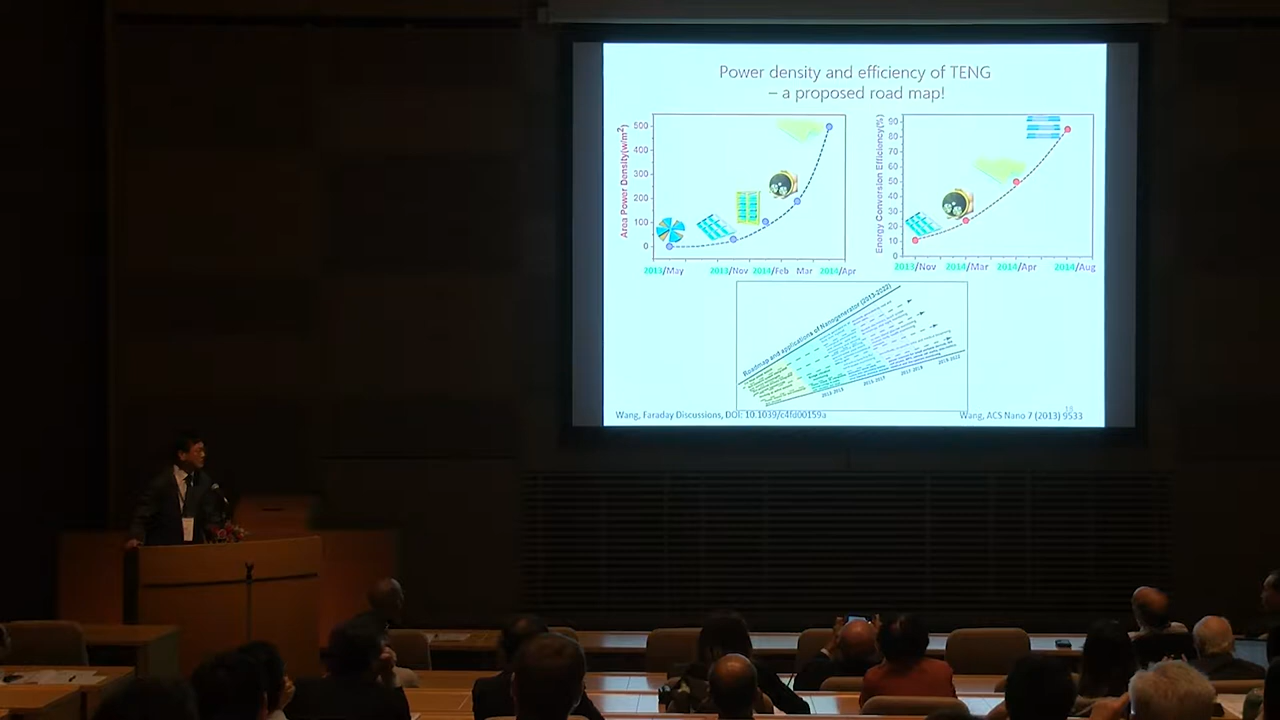 Power density and efficiency of TENG
– a proposed road map!
Area Power Density(w/m²)
500
400
300
200
100
0
2013/May
2013/Nov
2014/Feb
Mar
2014/Apr
Energy Conversion Efficiency(%)
90
80
70
60
50
40
30
20
10
0
2013/Nov
2014/Mar
2014/Apr
2014/Aug
Roadmap and applications of Nanogenerator (2013-2022)
Wang, Faraday Discussions, DOI: 10.1039/c4fd00159a
Wang, ACS Nano 7 (2013) 9533